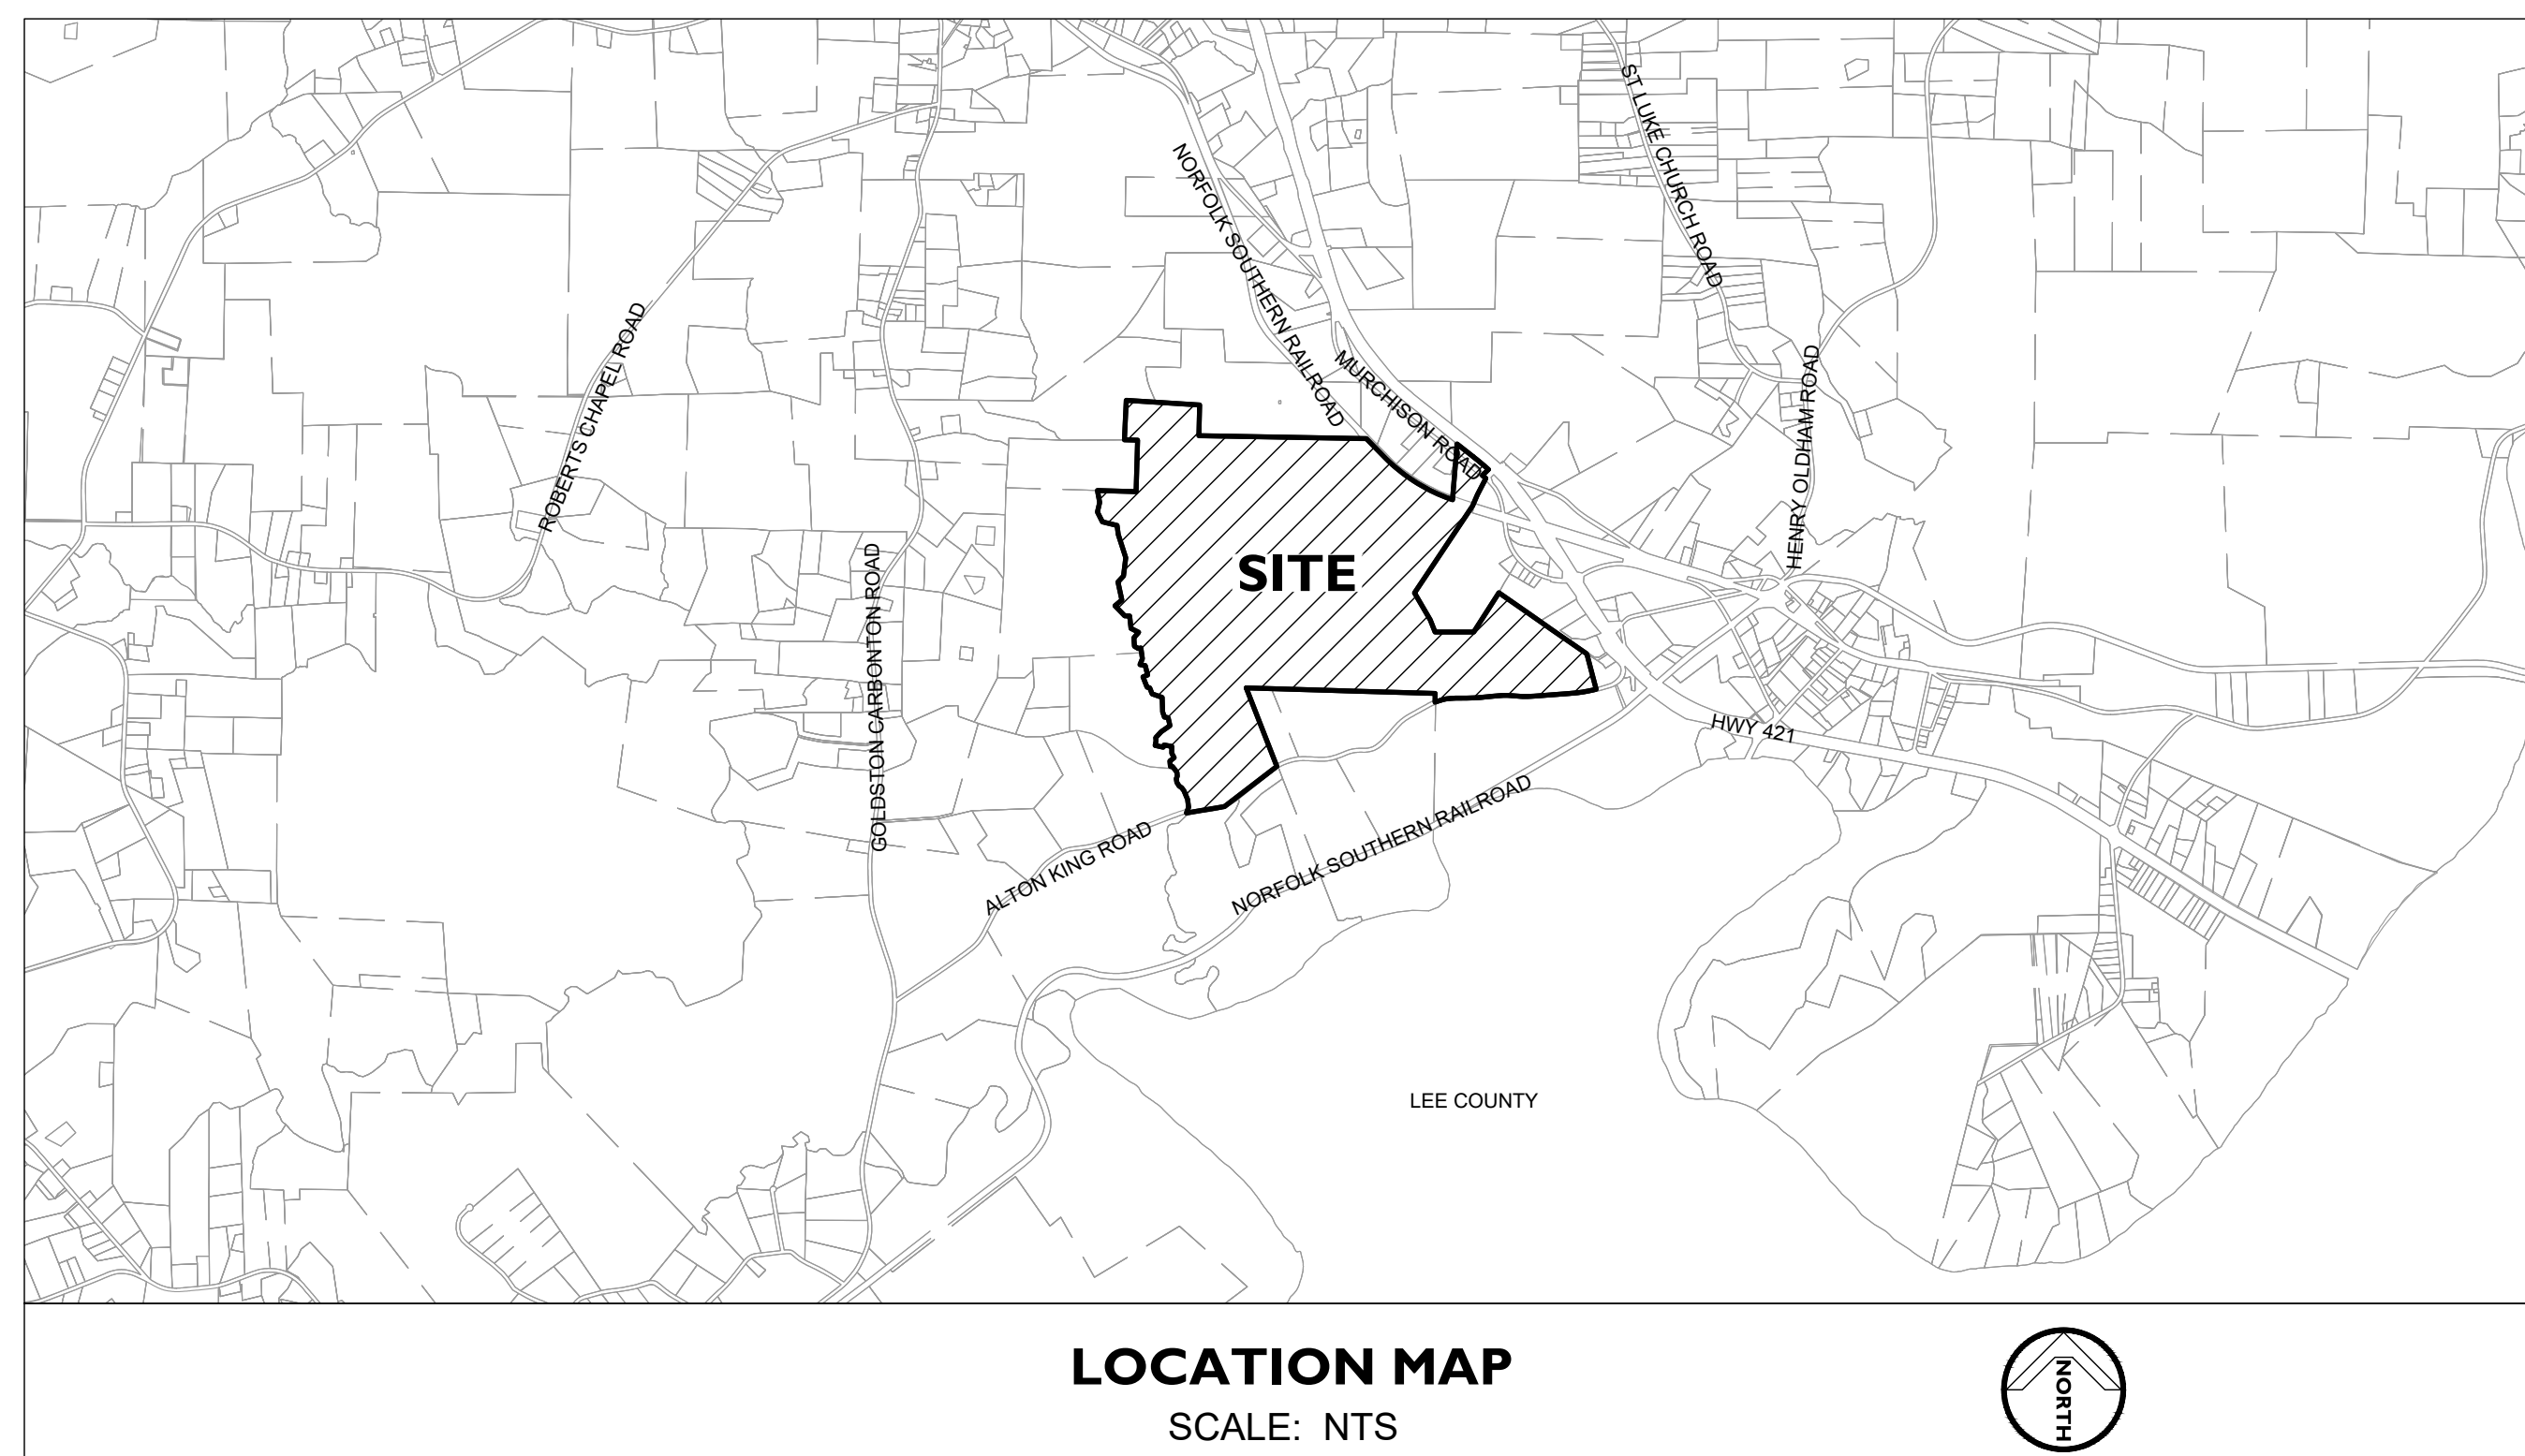 ST LUKE CHURCH ROAD
NORFOLK SOUTHERN RAILROAD
ROBERTS CHAPEL ROAD
MURCHISON ROAD
HENRY OLDHAM ROAD
SITE
GOLDSTON CARBONTON ROAD
HWY 421
ALTON KING ROAD
NORFOLK SOUTHERN RAILROAD
LEE COUNTY
LOCATION MAP
SCALE: NTS
NORTH